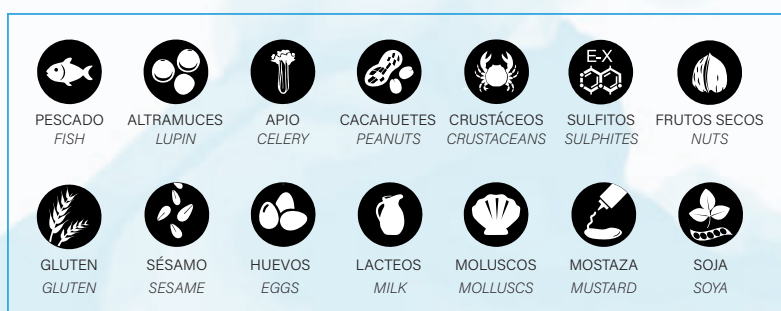 E-X
PESCADO ALTRAMUCES APIO CACAHUETES CRUSTÁCEOS SULFITOS FRUTOS SECOS
FISH LUPIN CELERY PEANUTS CRUSTACEANS SULPHITES NUTS
GLUTEN SÉSAMO HUEVOS LACTEOS MOLUSCOS MOSTAZA SOJA
GLUTEN SESAME EGGS MILK MOLLUSCS MUSTARD SOYA